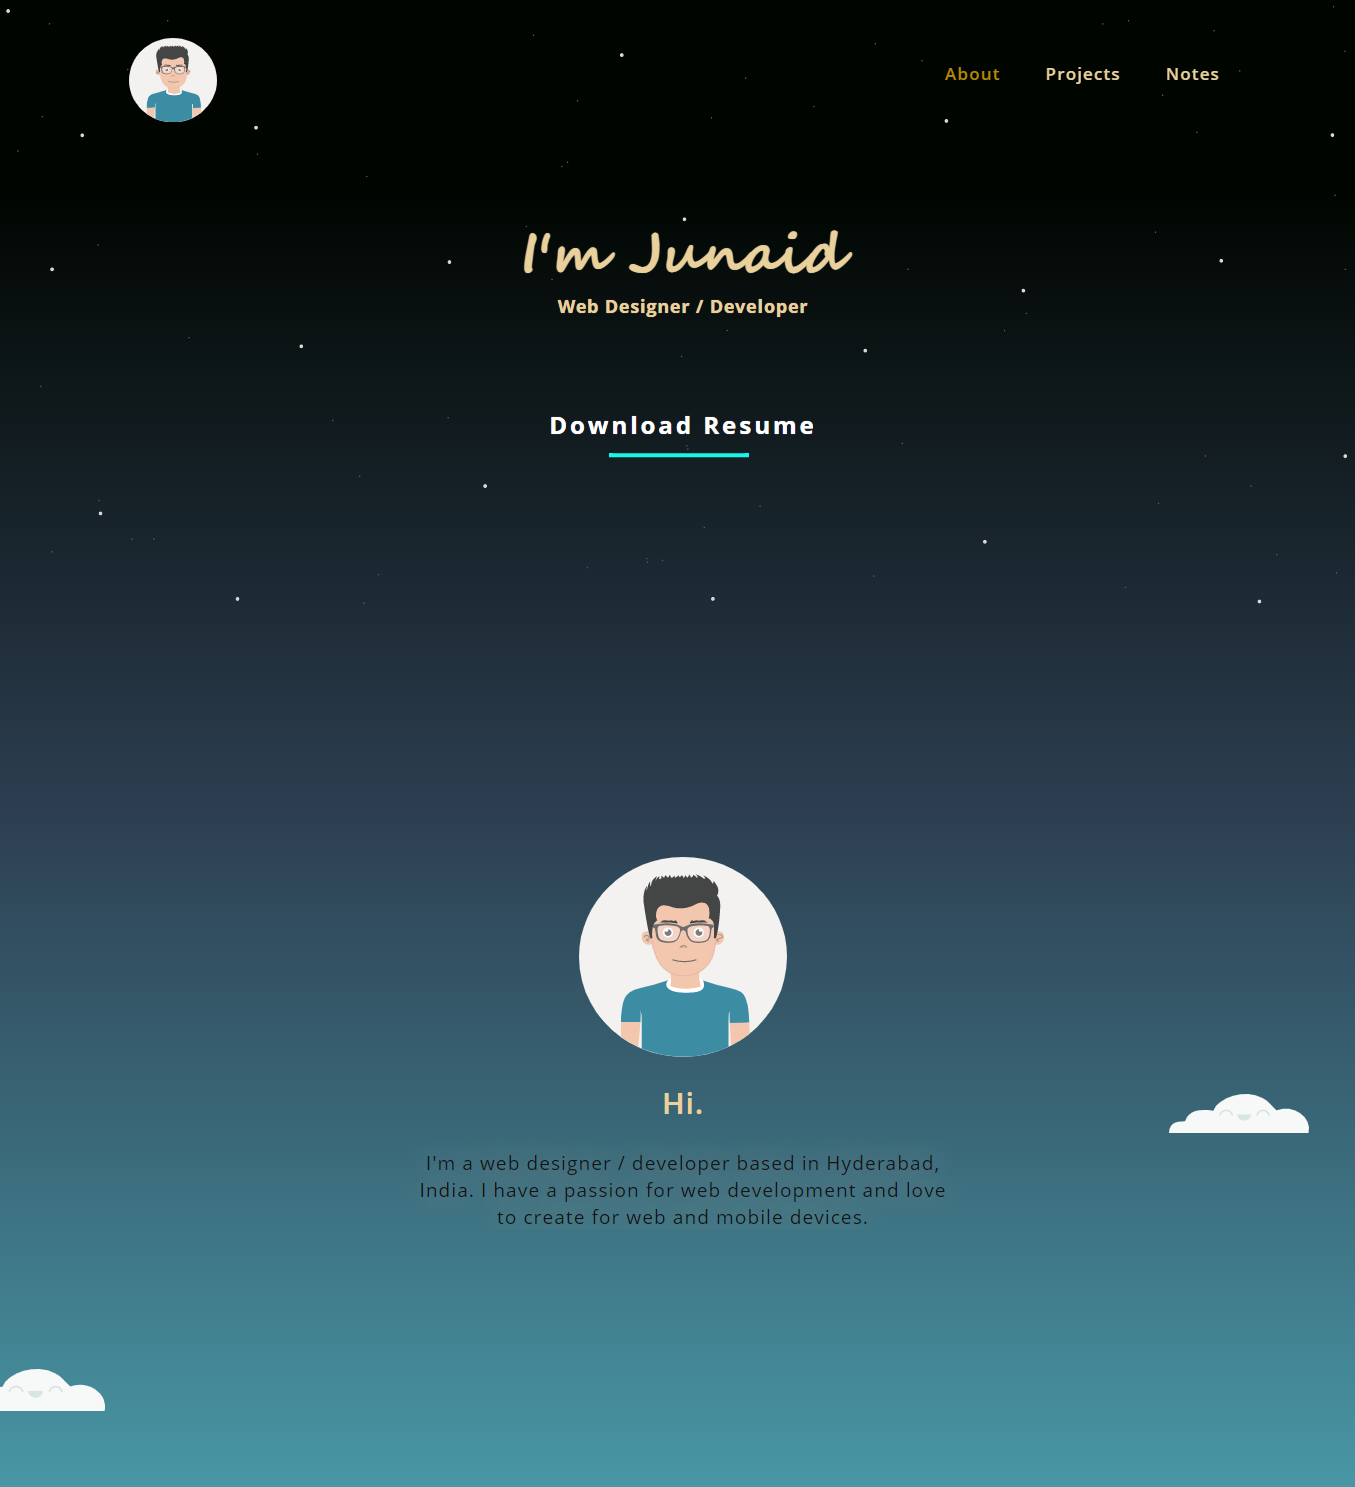 About Projects Notes
I'm Junaid
Web Designer / Developer
Download Resume
Hi.
I'm a web designer / developer based in Hyderabad,
India. I have a passion for web development and love
to create for web and mobile devices.